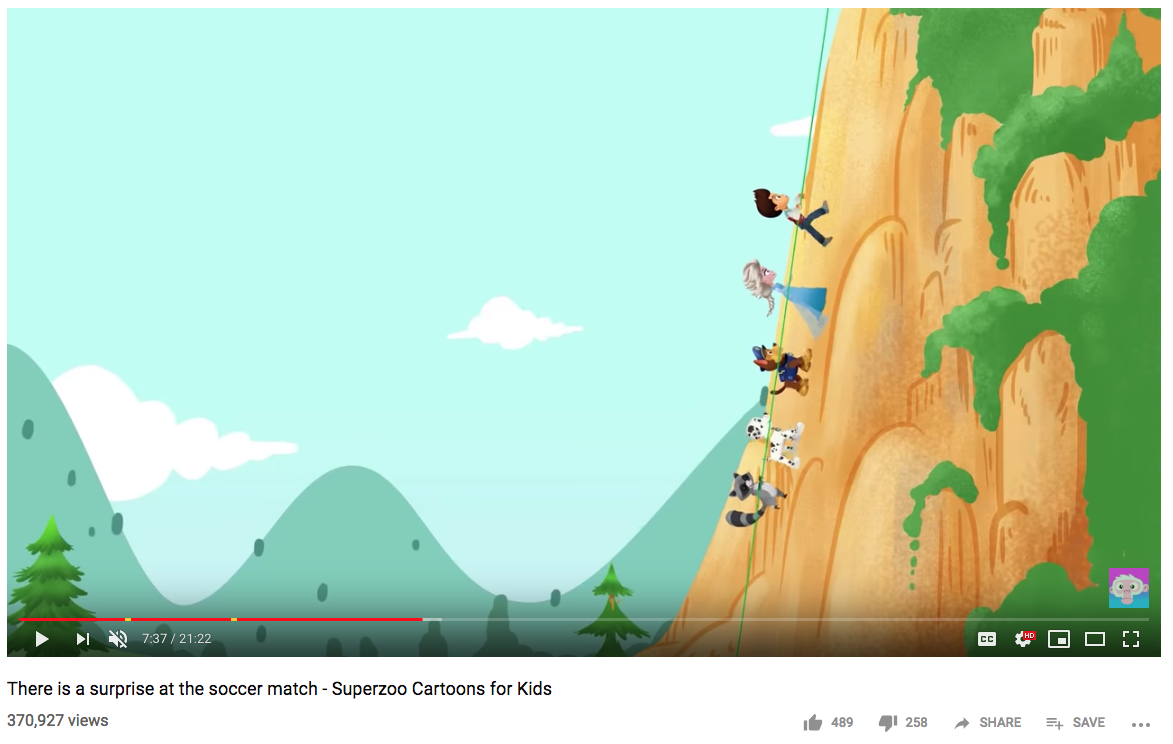 HD
7:37 / 21:22
CC
There is a surprise at the soccer match - Superzoo Cartoons for Kids
370,927 views
489
258
SHARE
SAVE